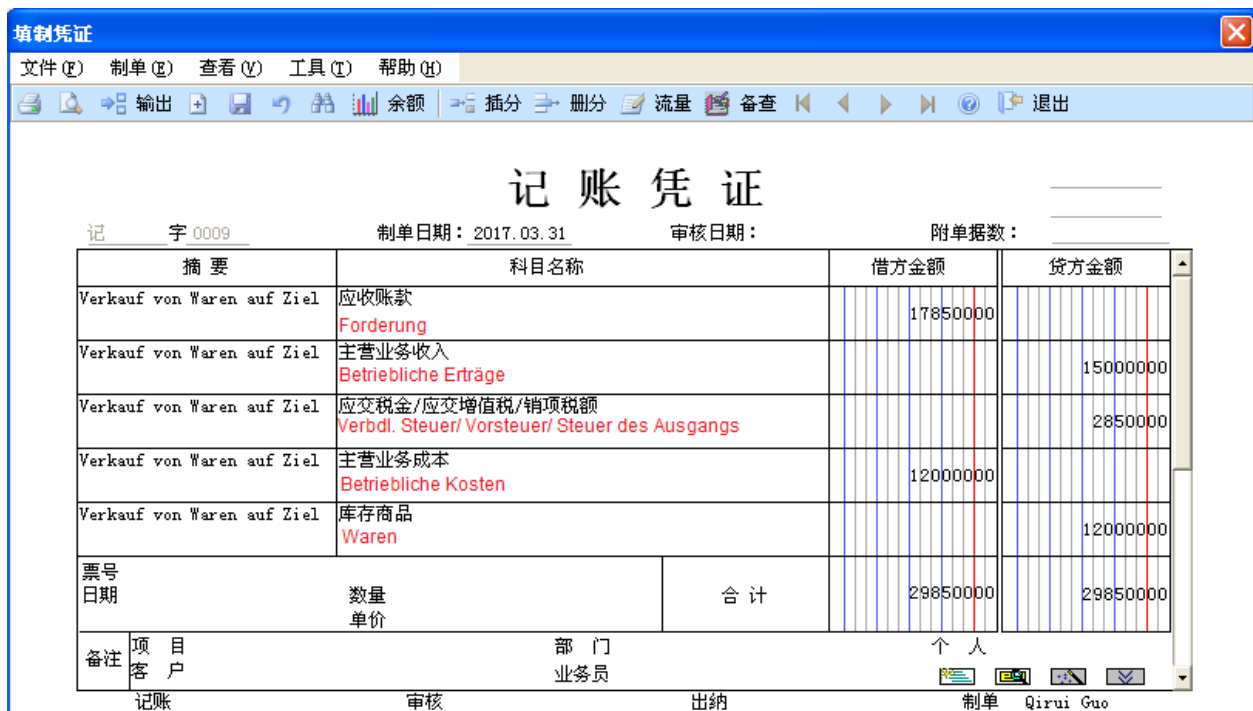 填制凭证
文件(F) 制单(E) 查看(V) 工具(T) 帮助(H)
输出 余额 插分 删分 流量 备查 退出
记 账 凭 证
记 字 0009 制单日期: 2017.03.31 审核日期: 附单据数:
摘 要 科目名称 借方金额 贷方金额
Verkauf von Waren auf Ziel 应收账款 17850000
Forderung
Verkauf von Waren auf Ziel 主营业务收入 15000000
Betriebliche Erträge
Verkauf von Waren auf Ziel 应交税金/应交增值税/销项税额 2850000
Verbdl. Steuer/ Vorsteuer/ Steuer des Ausgangs
Verkauf von Waren auf Ziel 主营业务成本 12000000
Betriebliche Kosten
Verkauf von Waren auf Ziel 库存商品 12000000
Waren
票号
日期 数量 合 计 29850000 29850000
单价
备注 项 目 部 门 个 人
客 户 业务员
记账 审核 出纳 制单 Qirui Guo